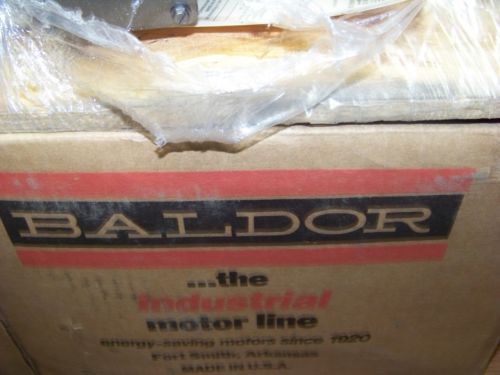 BALDOR
...the
industrial
motor line
energy-saving motors since 1920
Fort Smith, Arkansas
MADE IN U.S.A.